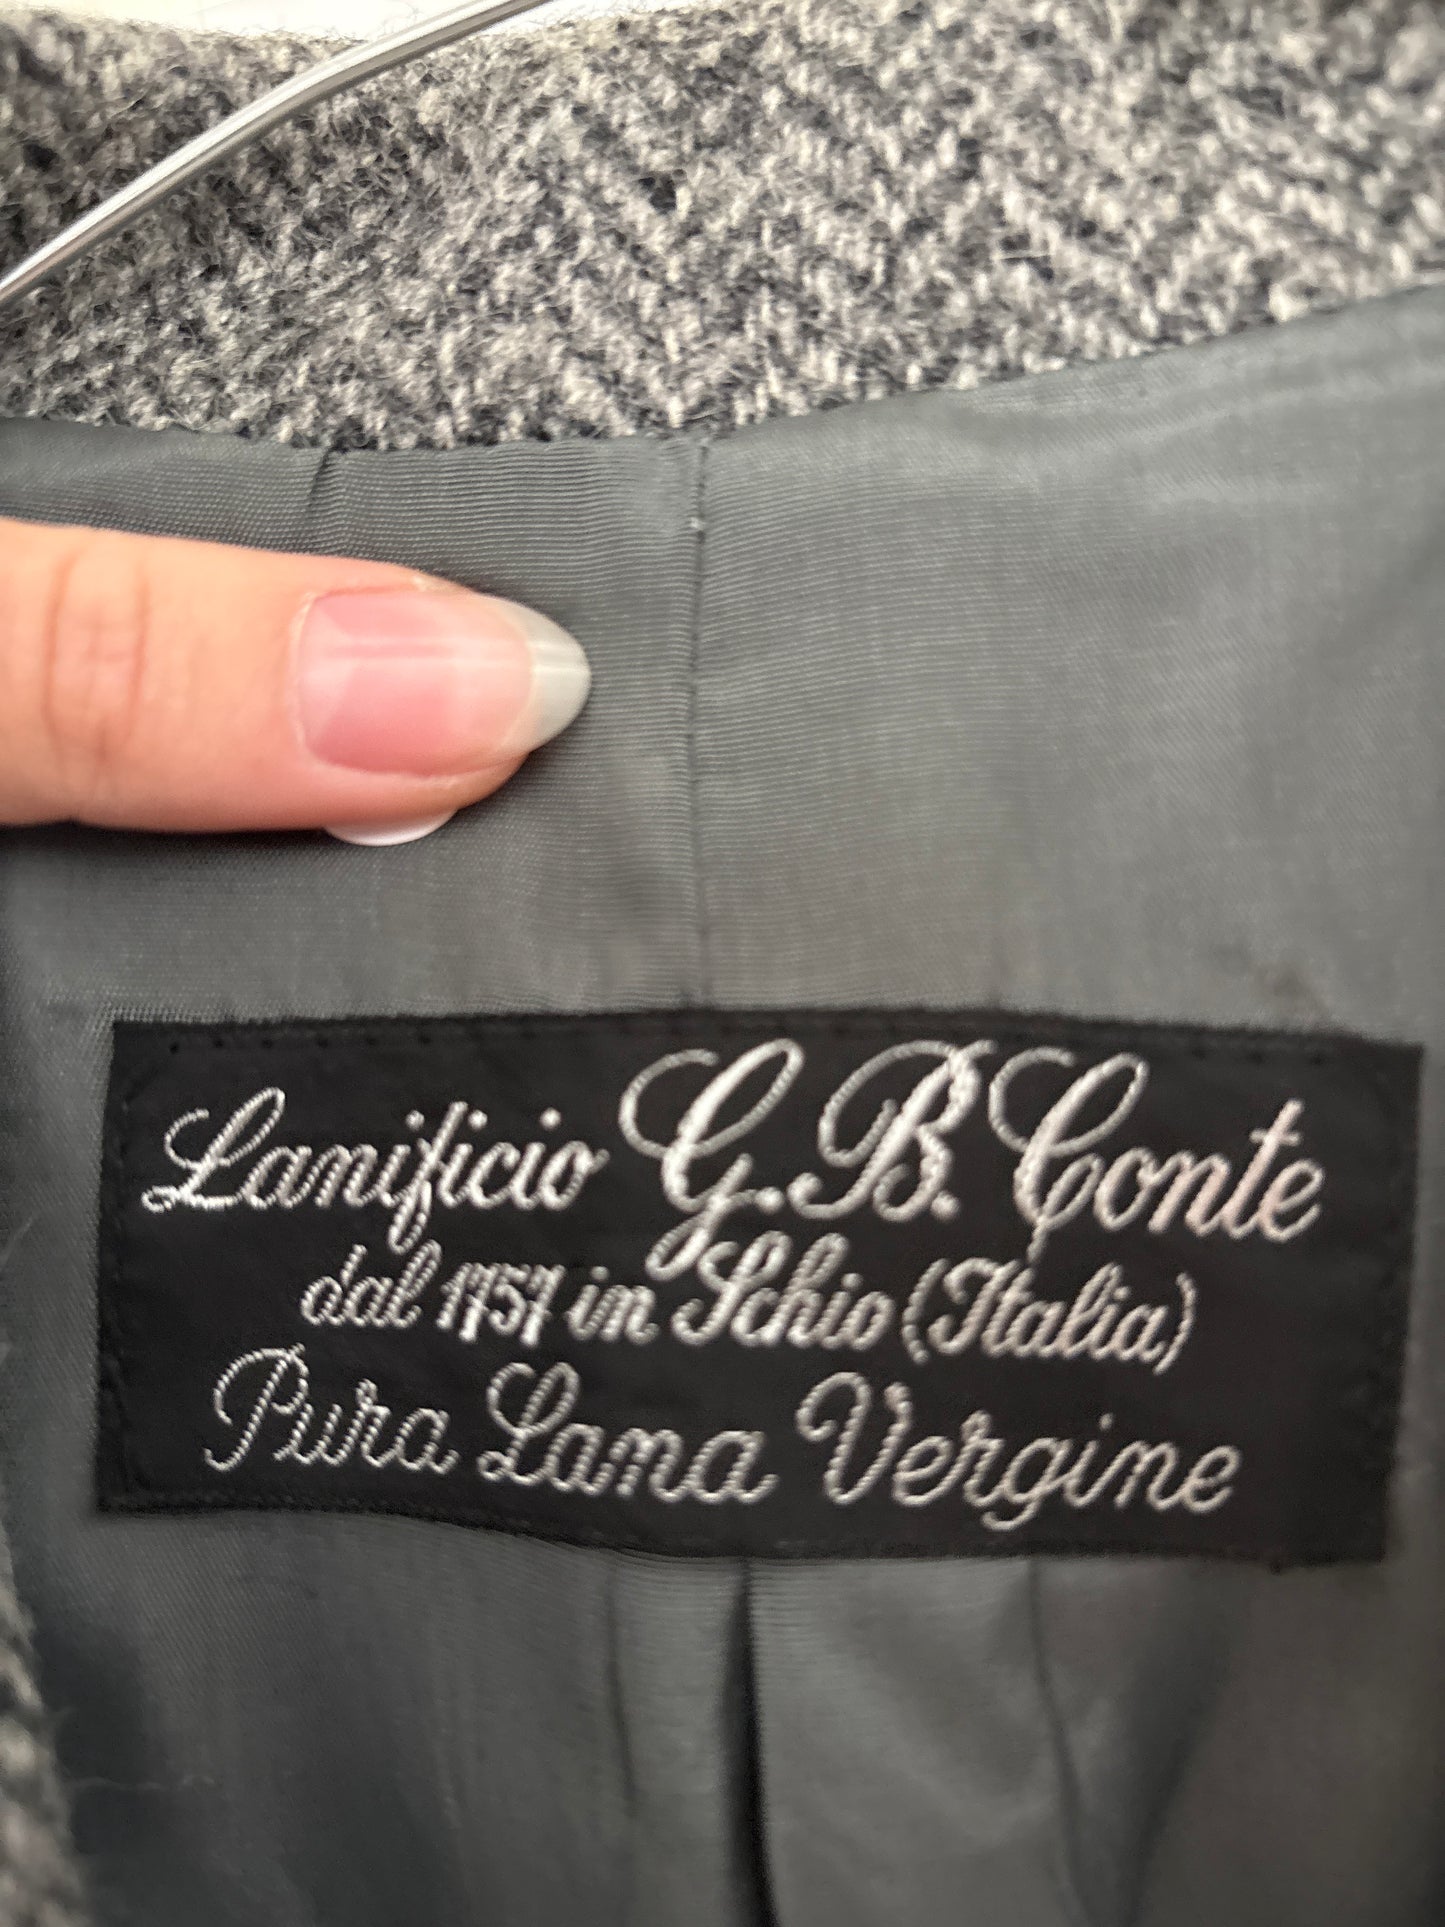 Lanificio G.B. Conte
dal 1757 in Schio (Italia)
Pura Lana Vergine